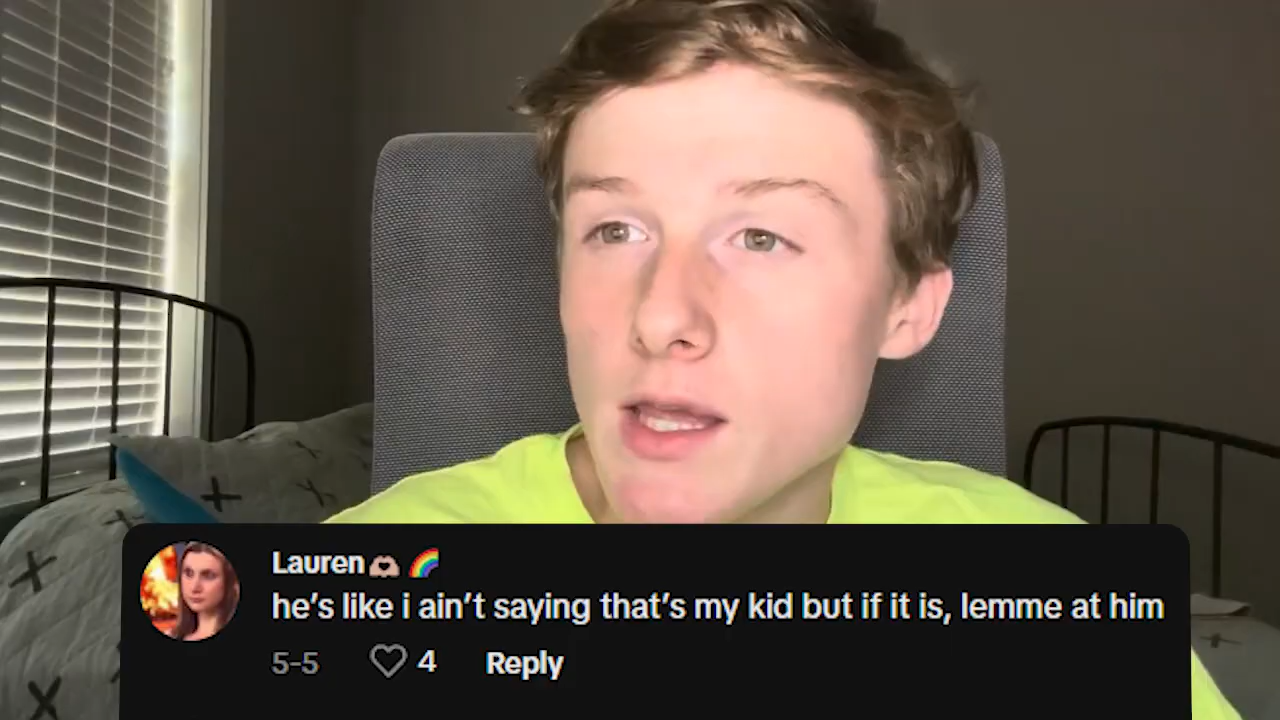 Lauren🫶🏼 🌈
he's like i ain't saying that's my kid but if it is, lemme at him
5-5 4 Reply